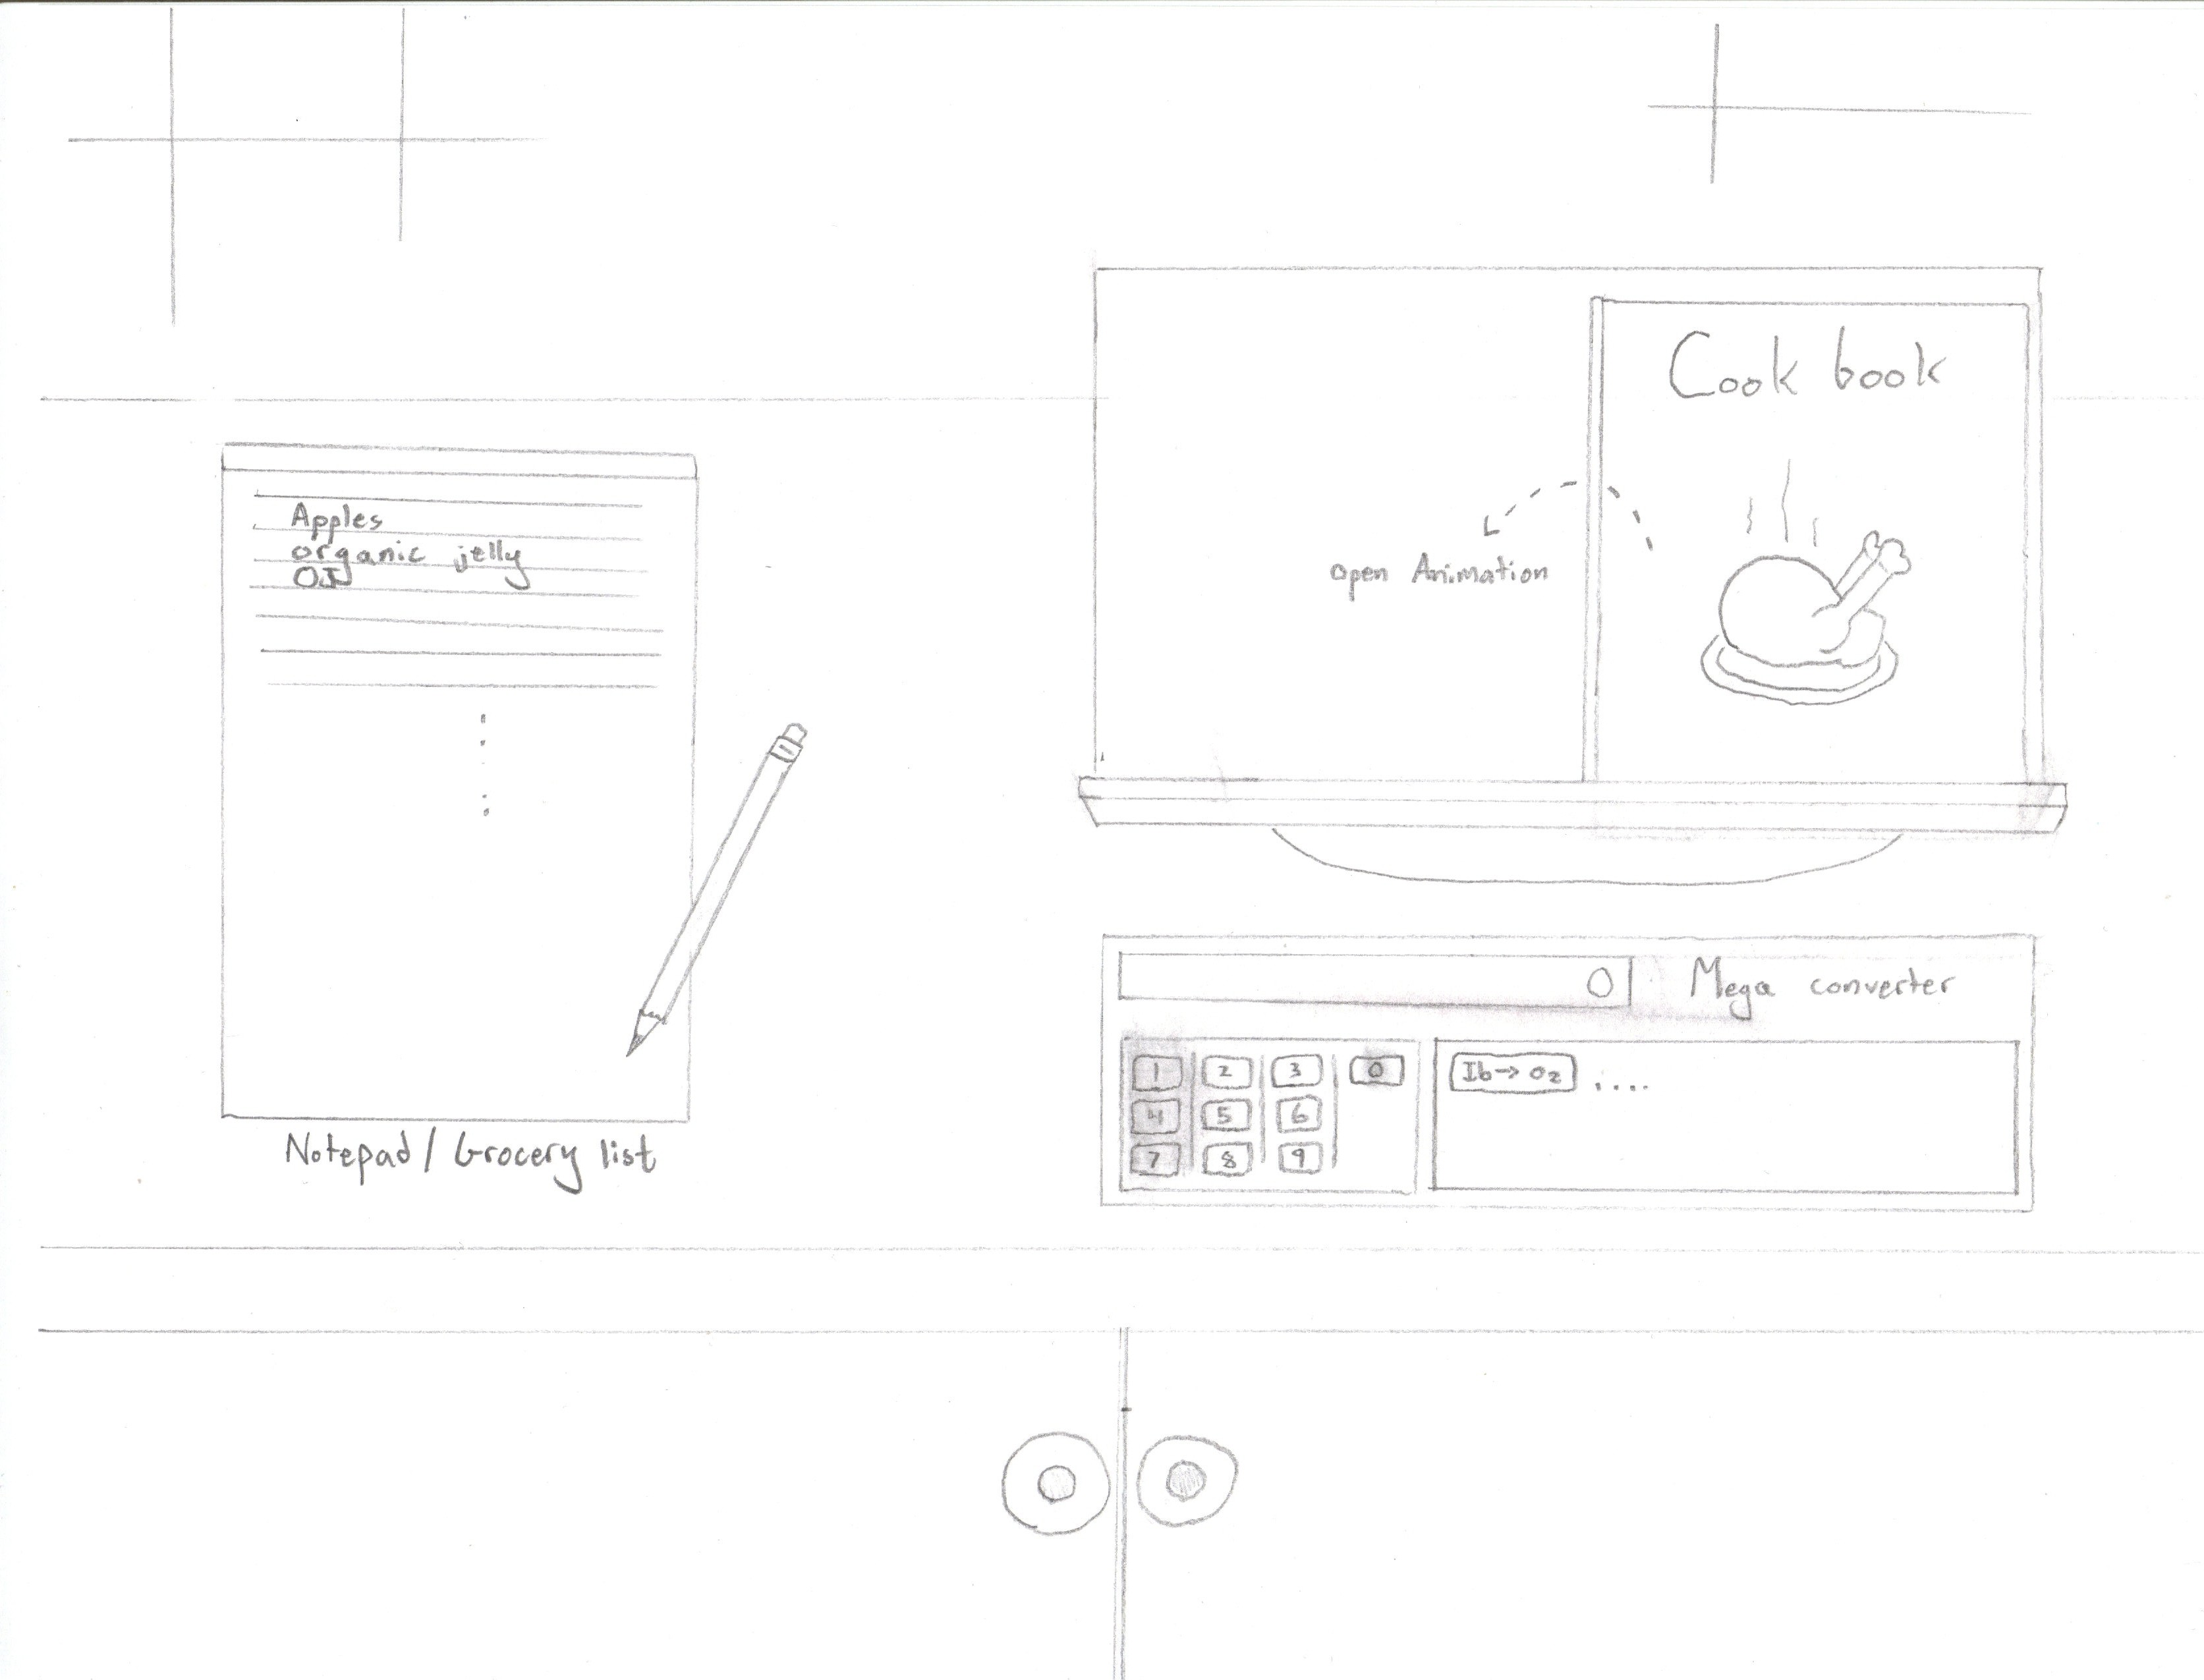 Cook book
Apples
organic jelly
OJ
open Animation
0 Mega converter
1 2 3 0
4 5 6
7 8 9
lb→oz ....
Notepad / Grocery list